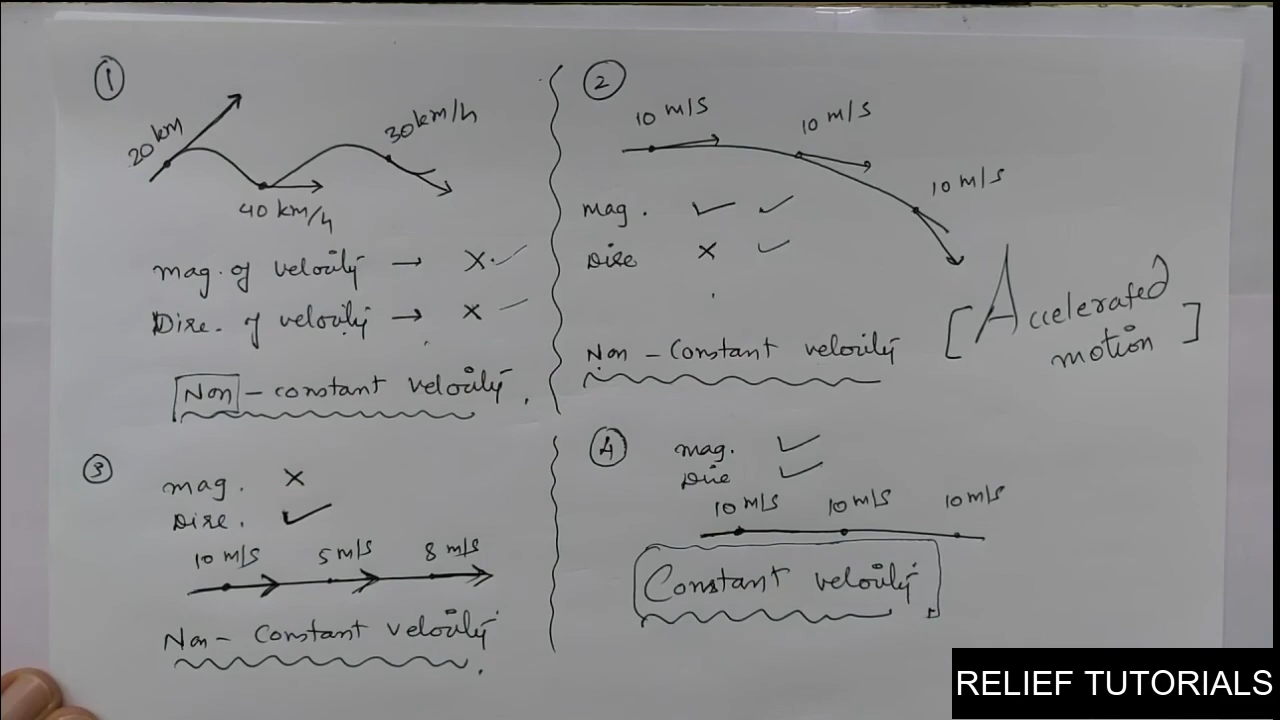 ①
20 km
40 km/h
30 km/h
mag. of velocity → ×
Dire. of velocity → ×
Non - constant velocity.
②
10 m/s
10 m/s
10 m/s
mag. ✓ ✓
Dire × ✓
Non - Constant velocity
[Accelerated
motion]
③
mag. ×
Dire. ✓
10 m/s 5 m/s 8 m/s
Non - Constant velocity.
④
mag. ✓
Dire ✓
10 m/s 10 m/s 10 m/s
Constant velocity
RELIEF TUTORIALS